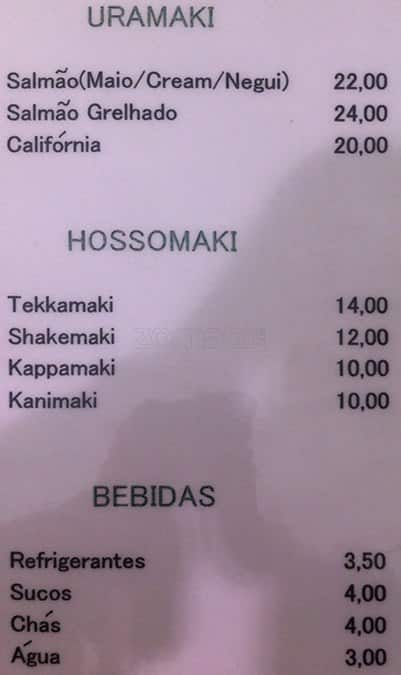 URAMAKI
Salmão(Maio/Cream/Negui) 22,00
Salmão Grelhado 24,00
Califórnia 20,00
HOSSOMAKI
Tekkamaki 14,00
Shakemaki 12,00
Kappamaki 10,00
Kanimaki 10,00
BEBIDAS
Refrigerantes 3,50
Sucos 4,00
Chás 4,00
Água 3,00